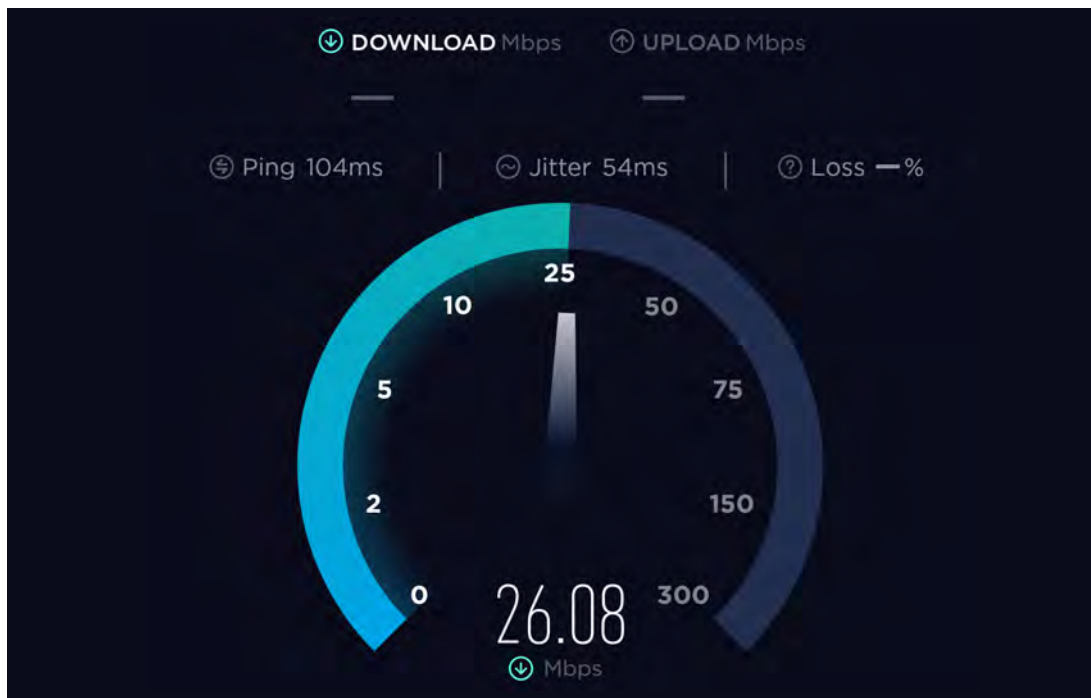 DOWNLOAD Mbps UPLOAD Mbps
— —
Ping 104ms | Jitter 54ms | Loss —%
25
10 50
5 75
2 150
0 26.08 300
Mbps